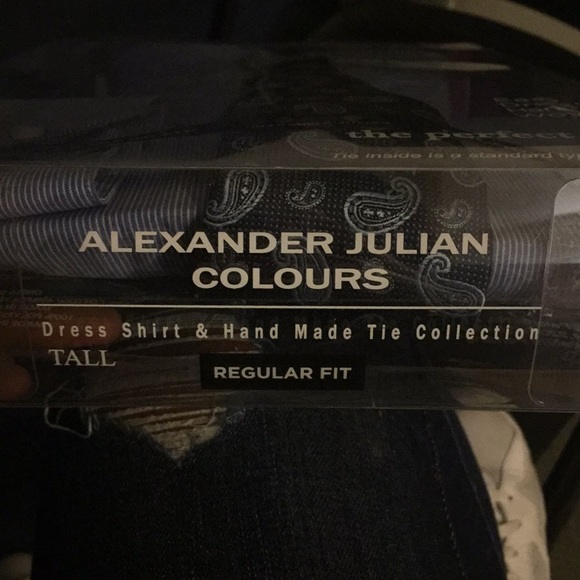 the perfect
Tie inside is a standard
ALEXANDER JULIAN
COLOURS
Dress Shirt & Hand Made Tie Collection
TALL
REGULAR FIT